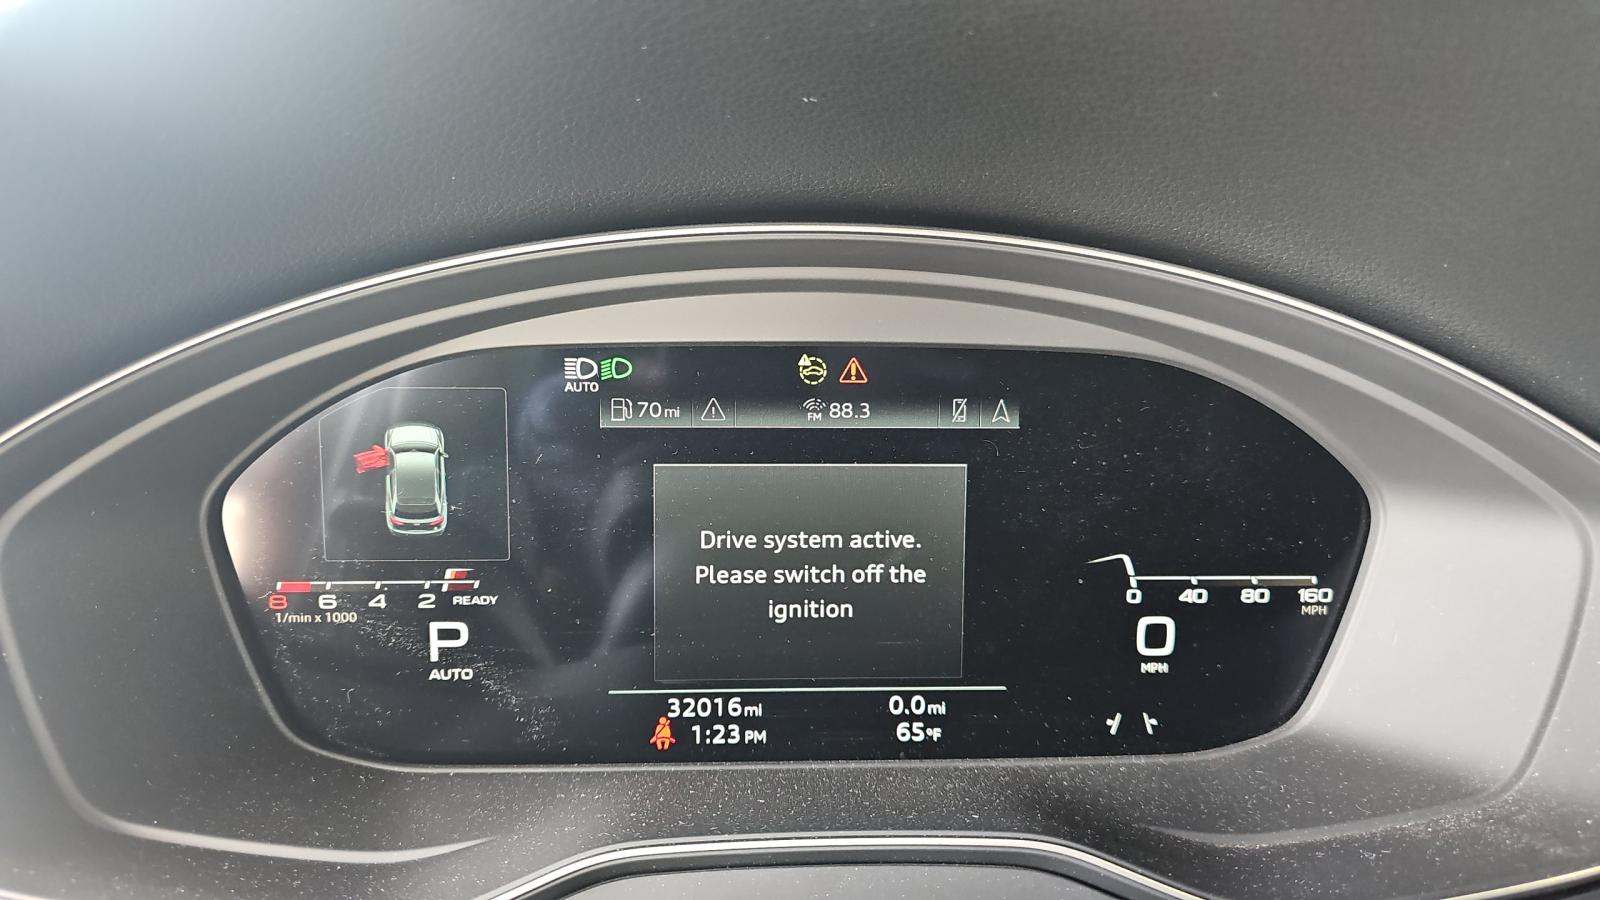 AUTO
70 mi
FM 88.3
Drive system active.
Please switch off the
ignition
8 6 4 2 READY
1/min x 1000
P
AUTO
0 40 80 160
MPH
0
MPH
32016 mi
0.0 mi
1:23 PM
65°F